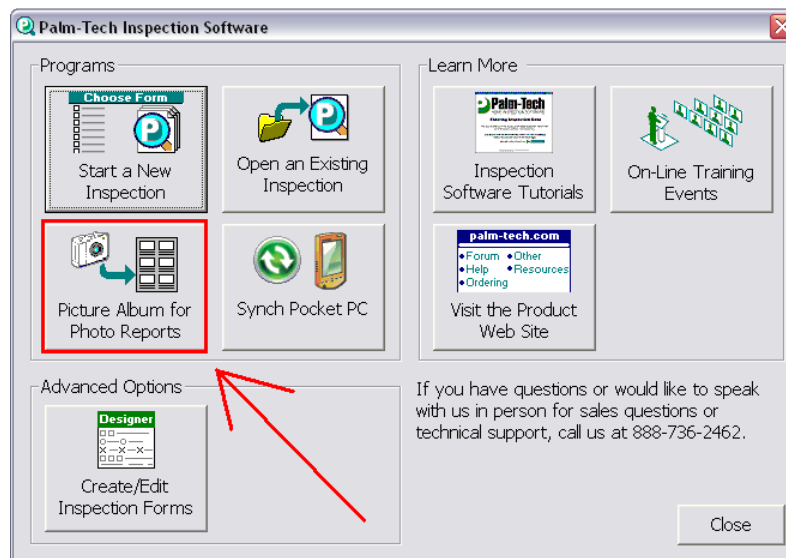 Palm-Tech Inspection Software
Programs
Choose Form
Start a New
Inspection
Open an Existing
Inspection
Picture Album for
Photo Reports
Synch Pocket PC
Learn More
Palm-Tech
Inspection
Software Tutorials
On-Line Training
Events
palm-tech.com
•Forum •Other
•Help •Resources
•Ordering
Visit the Product
Web Site
Advanced Options
Designer
Create/Edit
Inspection Forms
If you have questions or would like to speak
with us in person for sales questions or
technical support, call us at 888-736-2462.
Close